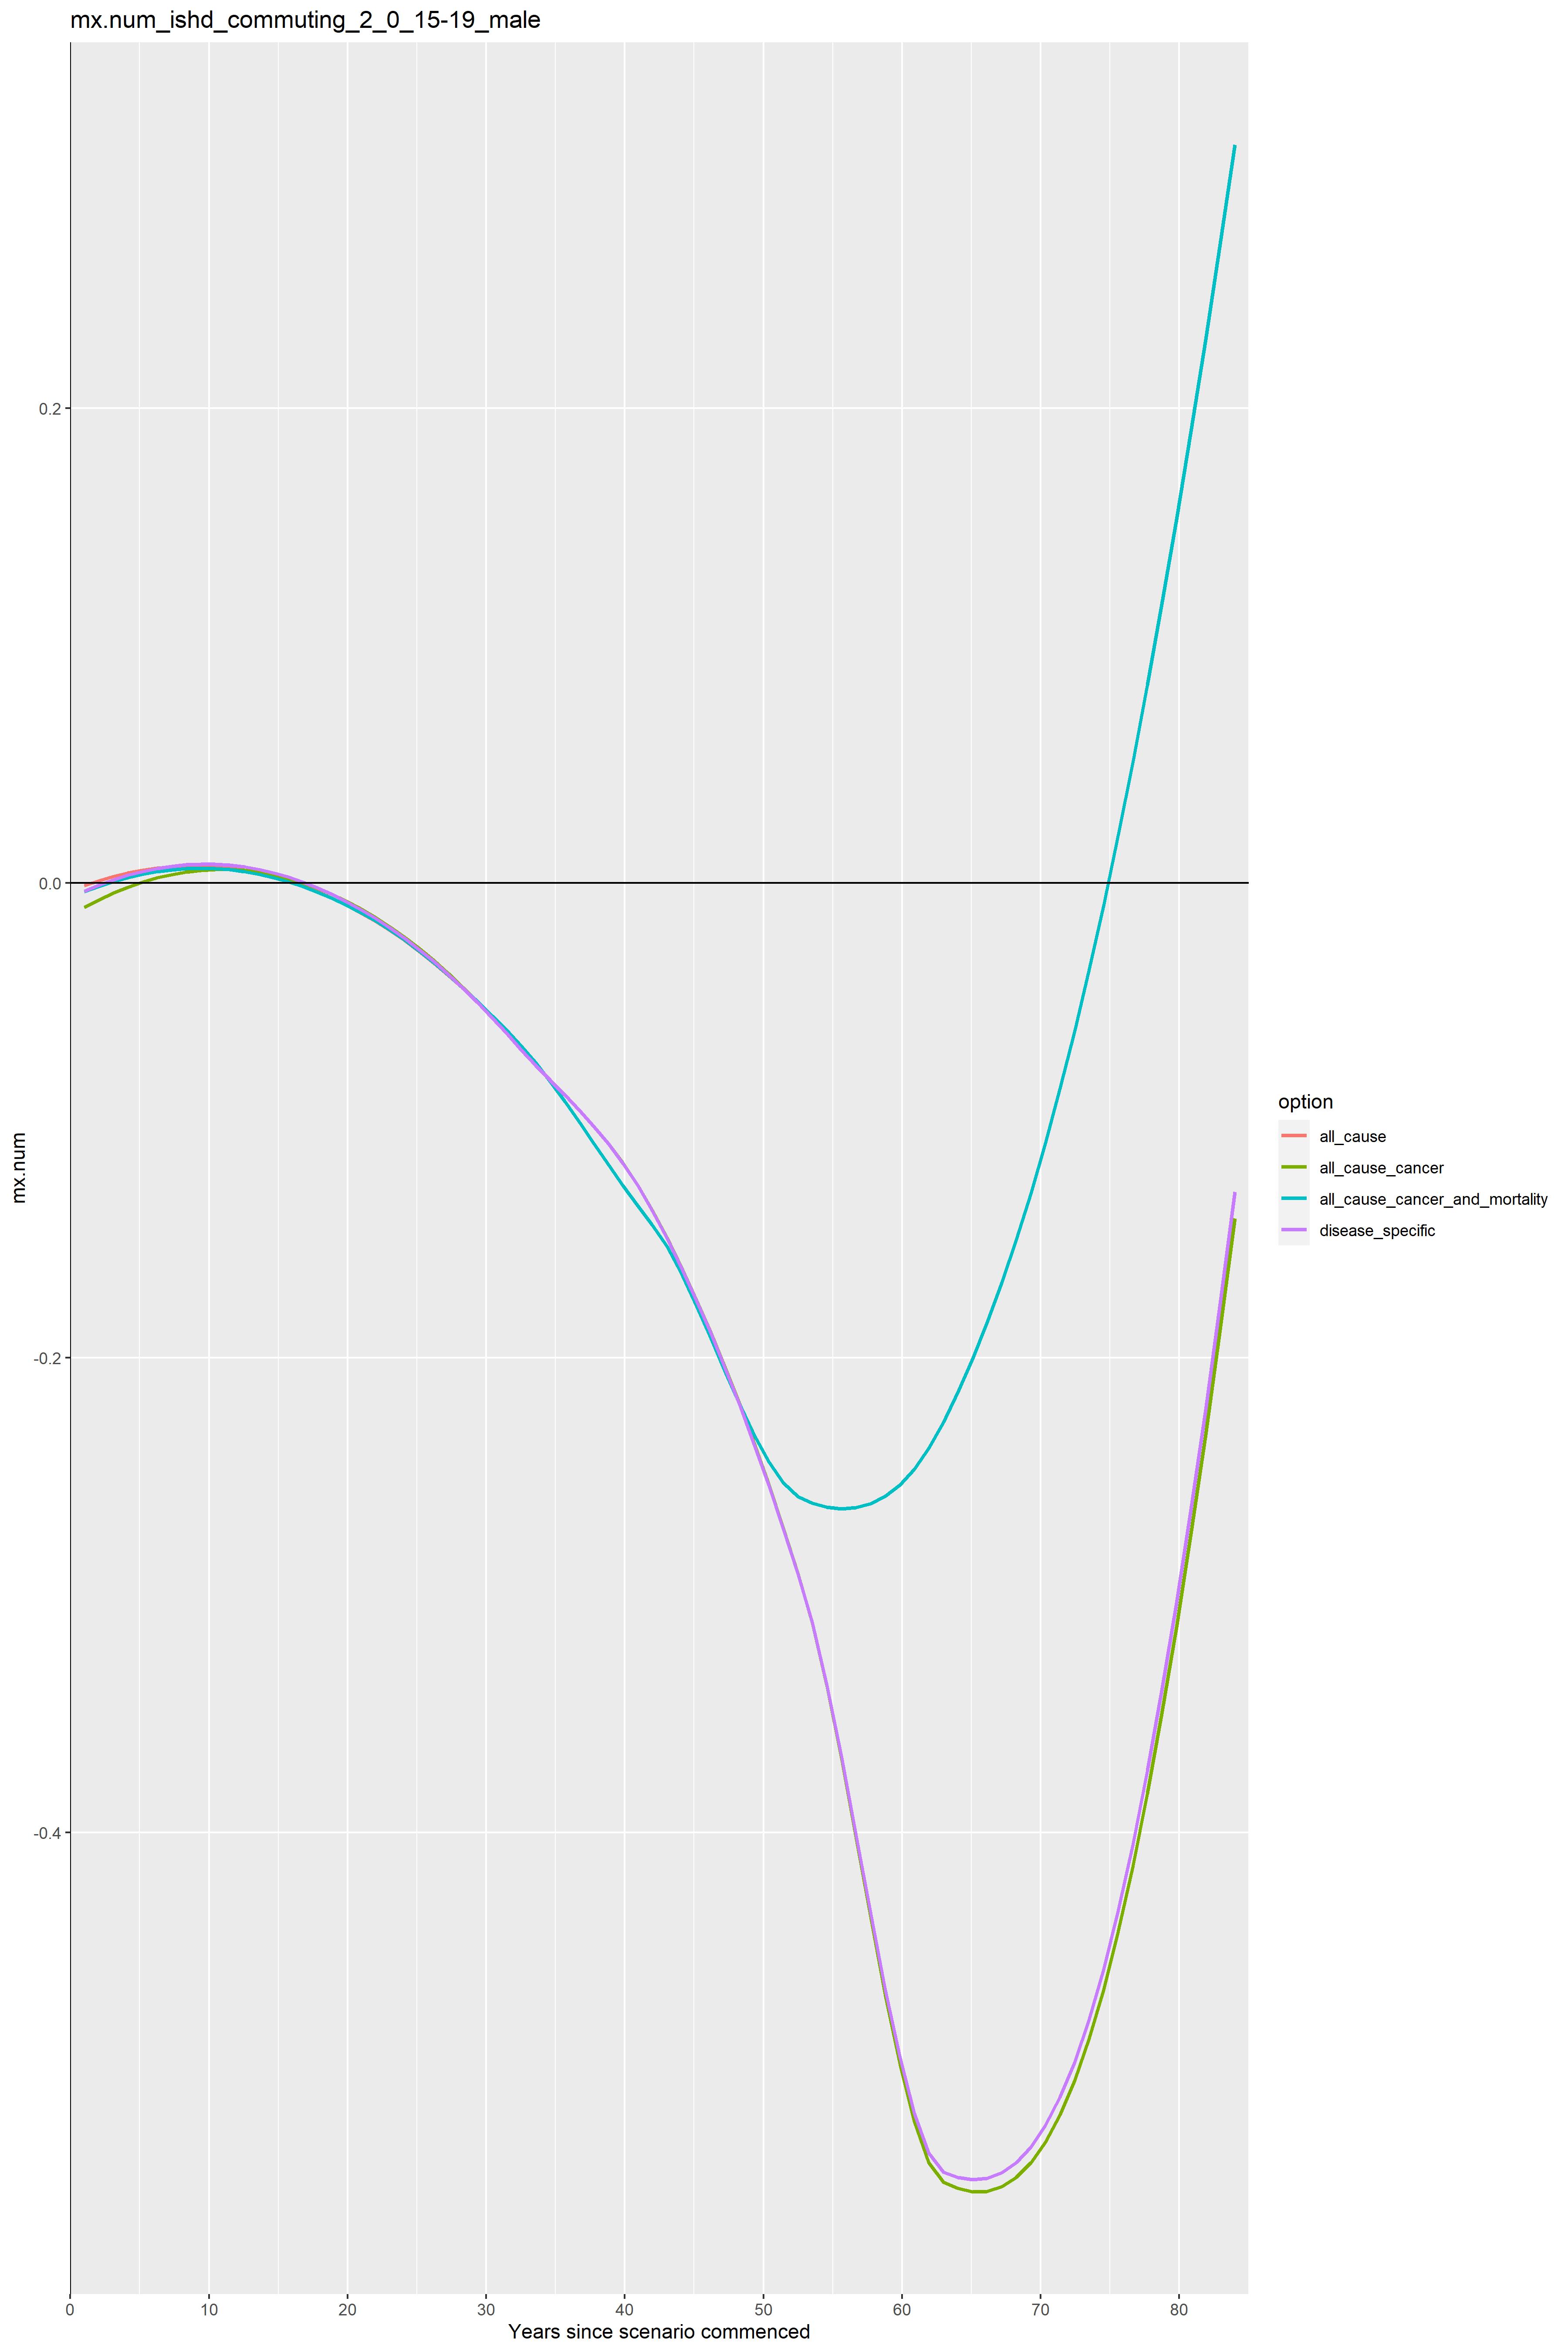 mx.num_ishd_commuting_2_0_15-19_male
0.2
0.0
-0.2
-0.4
mx.num
0 10 20 30 40 50 60 70 80
Years since scenario commenced
option
all_cause
all_cause_cancer
all_cause_cancer_and_mortality
disease_specific